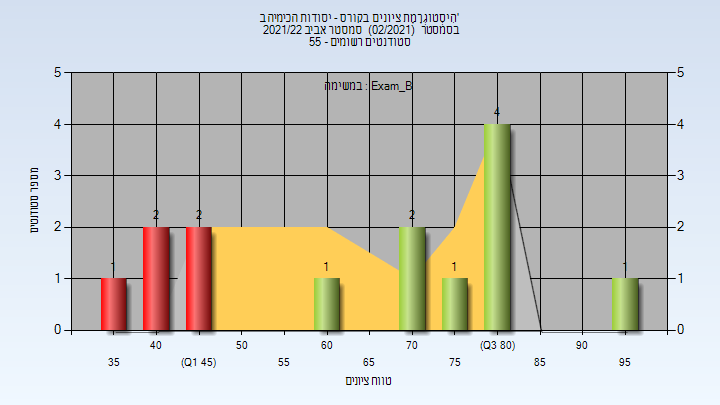 הִיסְטוֹגְרָמַת ציונים בקורס - יסודות הכימיה ב'
בסמסטר (02/2021) סמסטר אביב 2021/22
סטודנטים רשומים - 55
במשימה : Exam_B
5 5
4 4
3 3
2 2
1 1
0 0
מספר סטודנטים
1 2 2 1 2 1 4 1
40 50 60 70 (Q3 80) 90
35 (Q1 45) 55 65 75 85 95
טווח ציונים